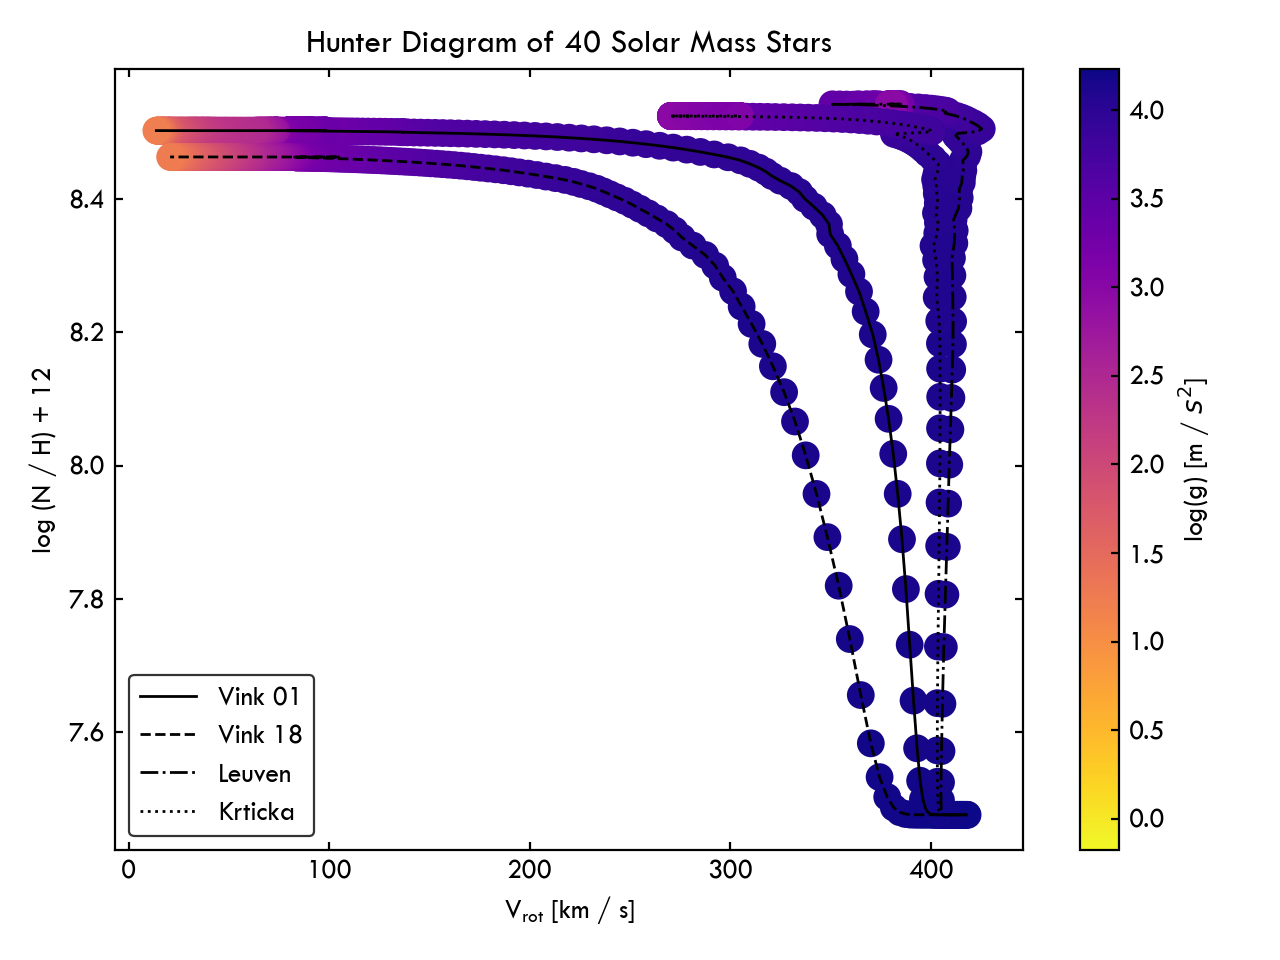 Hunter Diagram of 40 Solar Mass Stars
log (N / H) + 12
8.4
8.2
8.0
7.8
7.6
Vink 01
Vink 18
Leuven
Krticka
0
100
200
300
400
V_rot [km / s]
4.0
3.5
3.0
2.5
2.0
1.5
1.0
0.5
0.0
log(g) [m / s²]